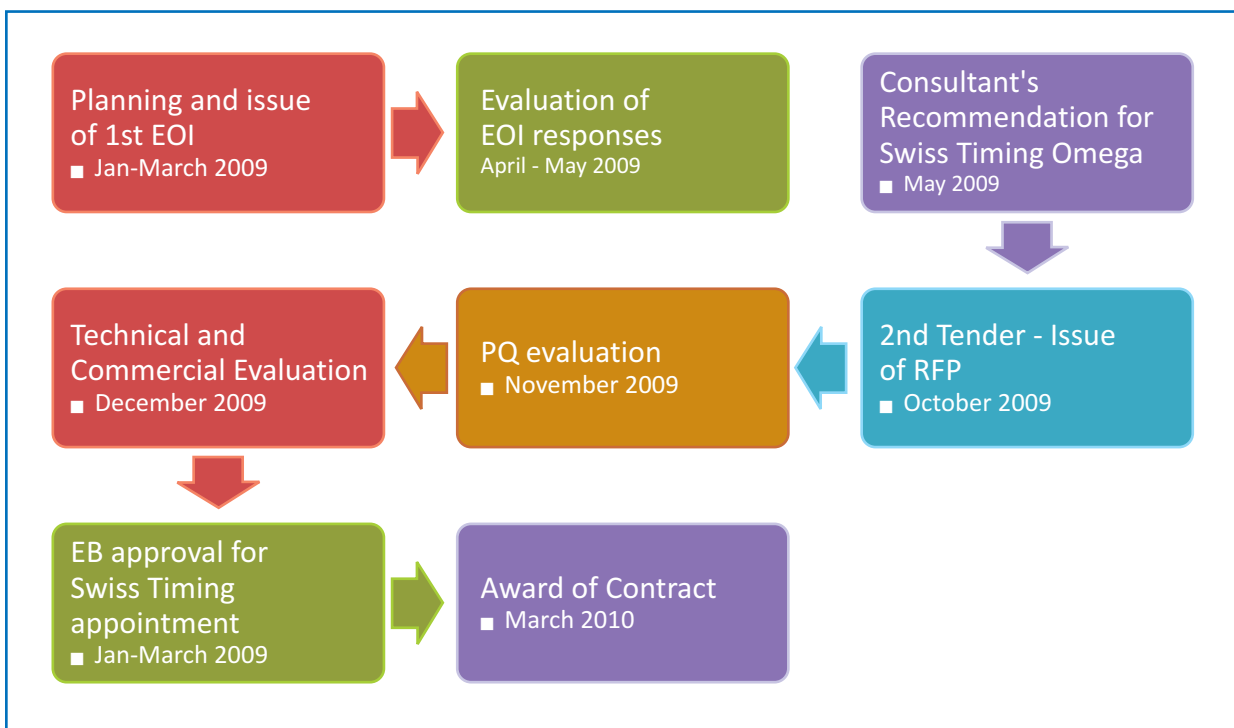 Planning and issue
of 1st EOI
▪ Jan-March 2009
Evaluation of
EOI responses
April - May 2009
Consultant's
Recommendation for
Swiss Timing Omega
▪ May 2009
2nd Tender - Issue
of RFP
▪ October 2009
PQ evaluation
▪ November 2009
Technical and
Commercial Evaluation
▪ December 2009
EB approval for
Swiss Timing
appointment
▪ Jan-March 2009
Award of Contract
▪ March 2010